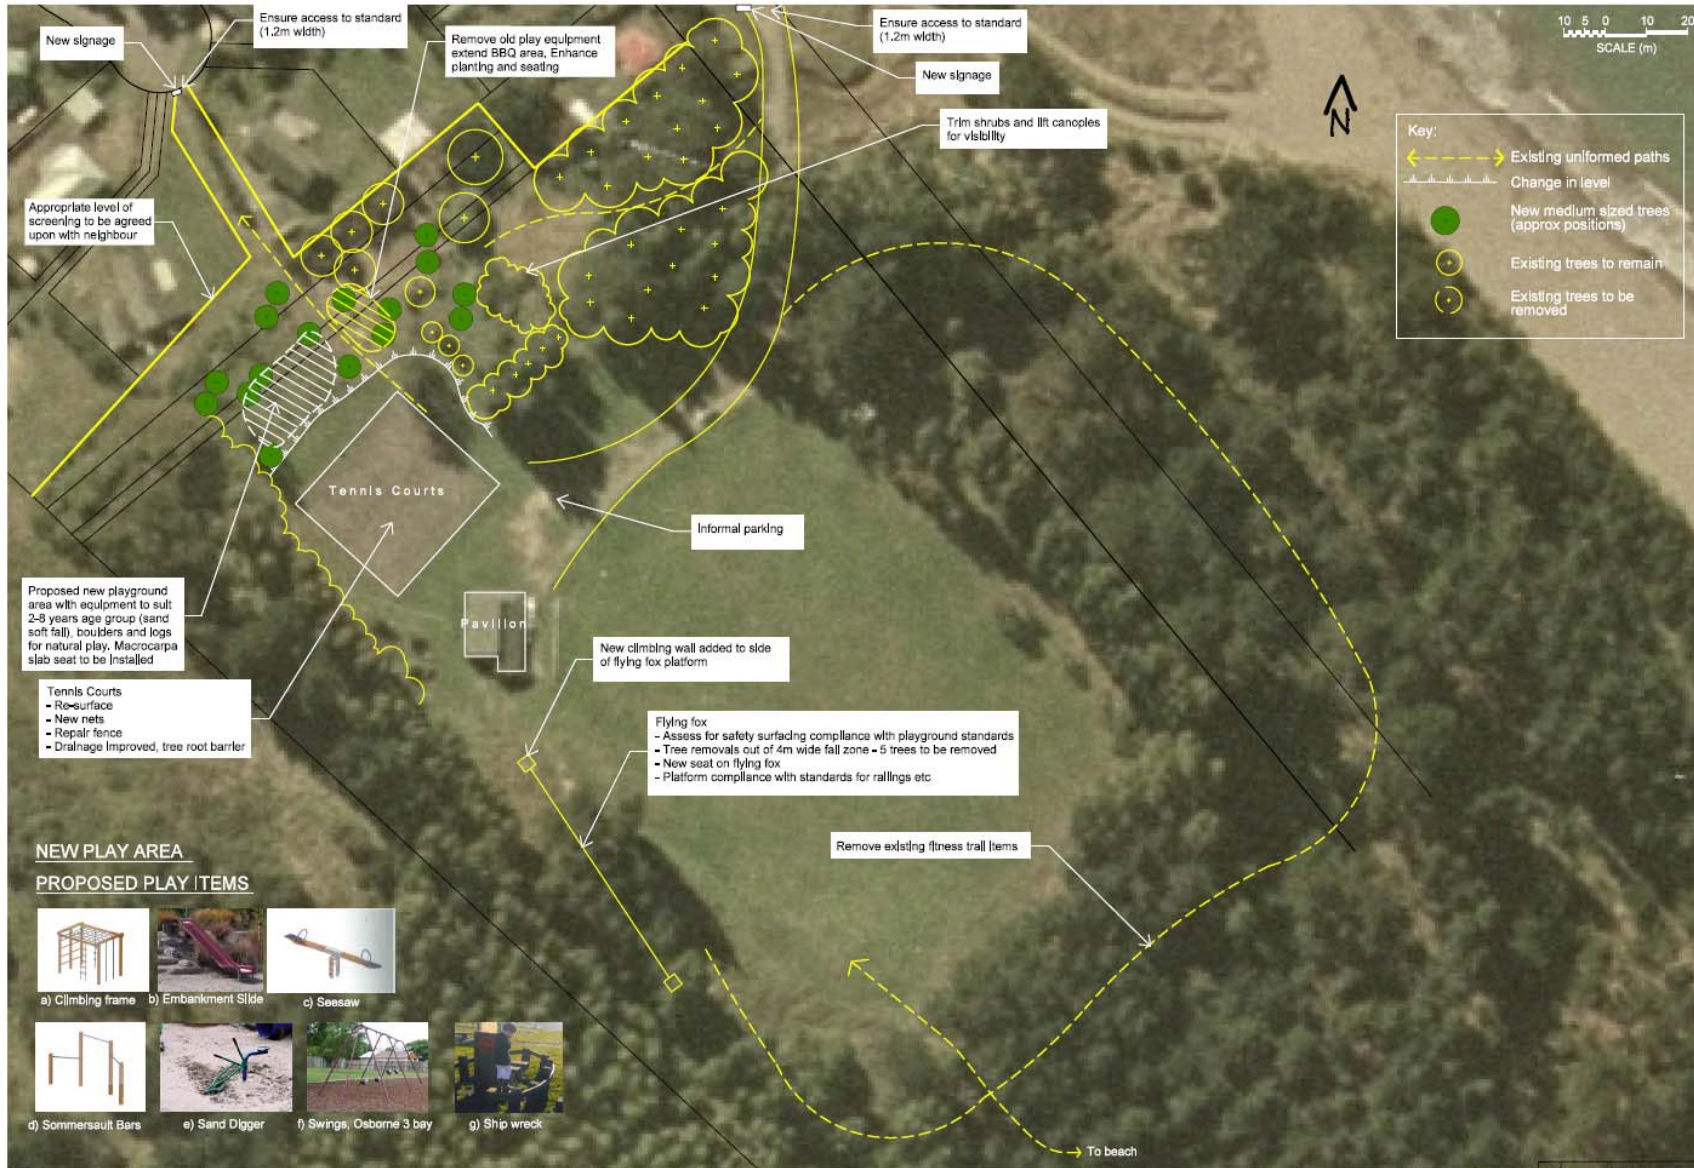 New signage
Ensure access to standard
(1.2m width)
Remove old play equipment
extend BBQ area, Enhance
planting and seating
Ensure access to standard
(1.2m width)
New signage
Trim shrubs and lift canopies
for visibility
10 5 0 10 20
SCALE (m)
N
Key:
Existing uniformed paths
Change in level
New medium sized trees
(approx positions)
Existing trees to remain
Existing trees to be
removed
Appropriate level of
screening to be agreed
upon with neighbour
Tennis Courts
Informal parking
Pavilion
Proposed new playground
area with equipment to suit
2-8 years age group (sand
soft fall), boulders and logs
for natural play. Macrocarpa
slab seat to be installed
Tennis Courts
- Re-surface
- New nets
- Repair fence
- Drainage improved, tree root barrier
New climbing wall added to side
of flying fox platform
Flying fox
- Assess for safety surfacing compliance with playground standards
- Tree removals out of 4m wide fall zone - 5 trees to be removed
- New seat on flying fox
- Platform compliance with standards for railings etc
Remove existing fitness trail items
NEW PLAY AREA
PROPOSED PLAY ITEMS
a) Climbing frame
b) Embankment Slide
c) Seesaw
d) Sommersault Bars
e) Sand Digger
f) Swings, Osborne 3 bay
g) Ship wreck
To beach